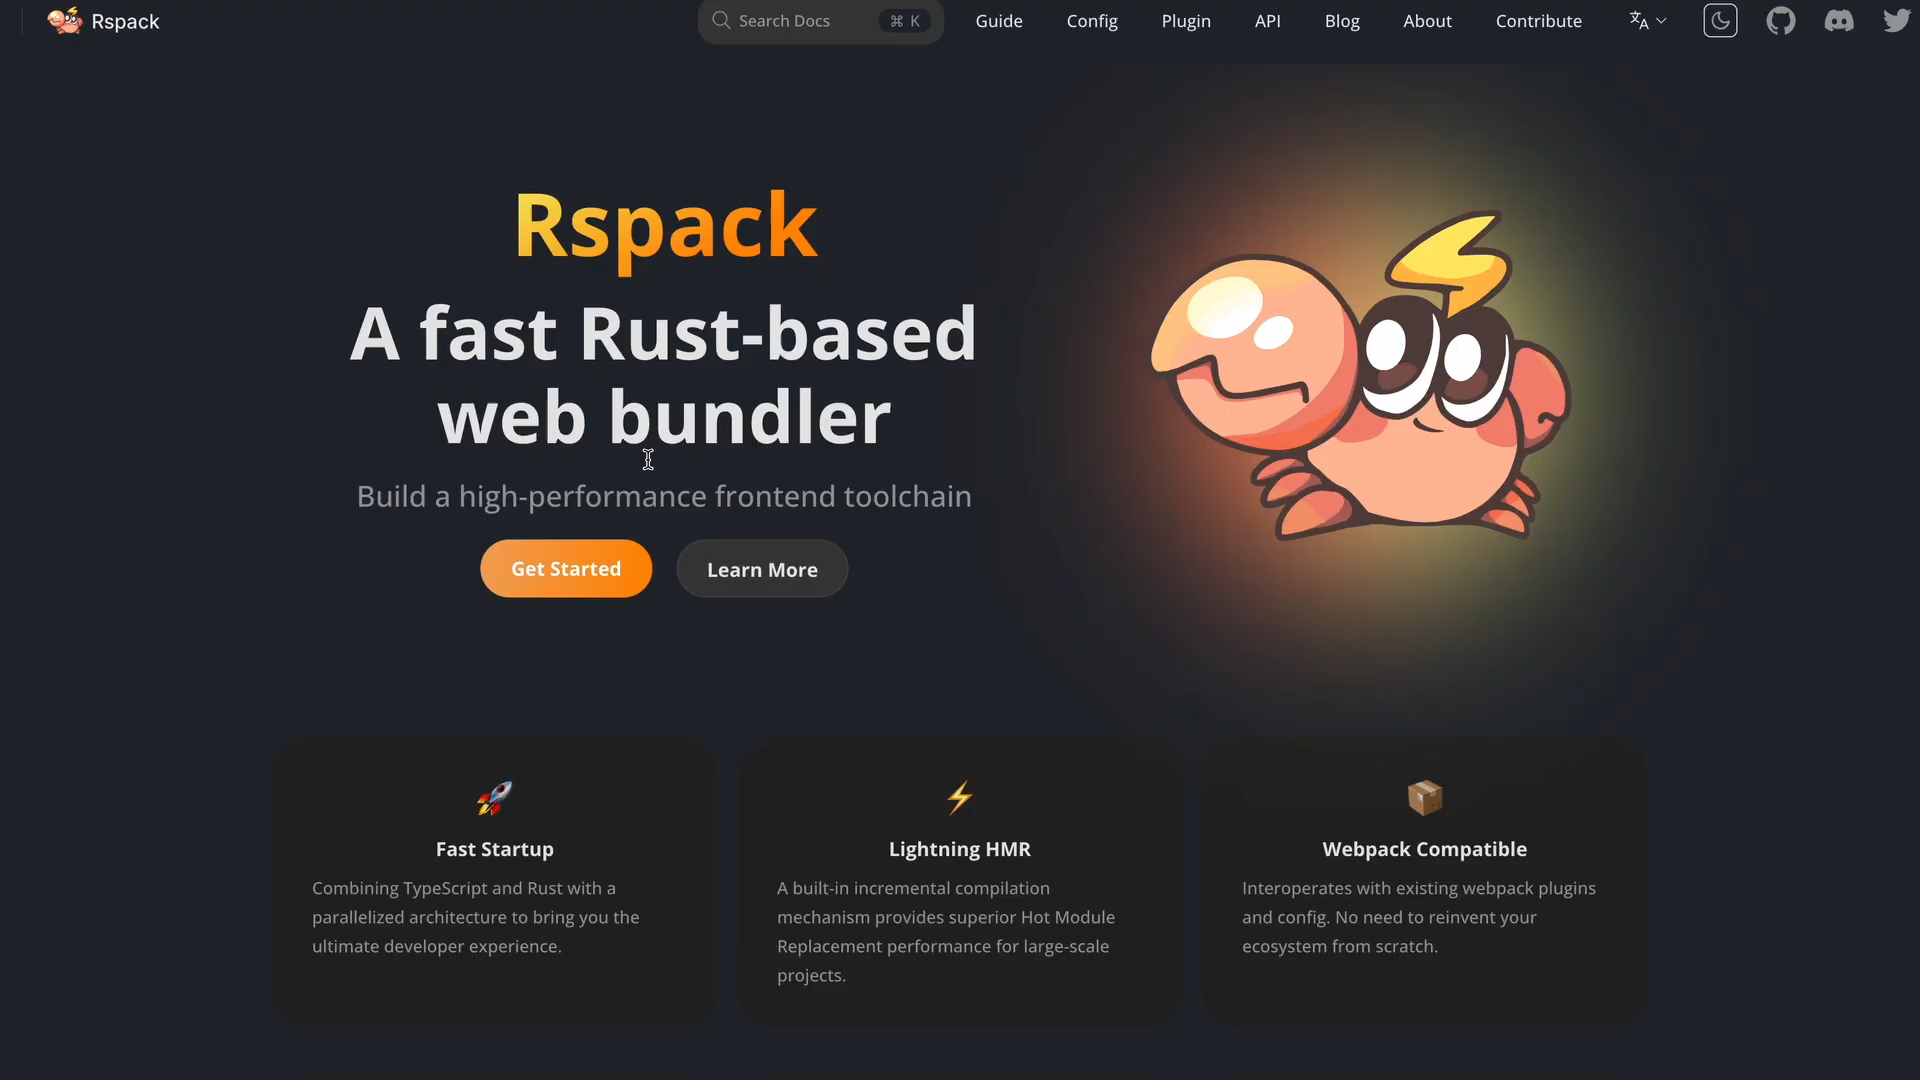 Rspack
Search Docs
⌘ K
Guide
Config
Plugin
API
Blog
About
Contribute
Rspack
A fast Rust-based
web bundler
Build a high-performance frontend toolchain
Get Started
Learn More
Fast Startup
Combining TypeScript and Rust with a
parallelized architecture to bring you the
ultimate developer experience.
Lightning HMR
A built-in incremental compilation
mechanism provides superior Hot Module
Replacement performance for large-scale
projects.
Webpack Compatible
Interoperates with existing webpack plugins
and config. No need to reinvent your
ecosystem from scratch.